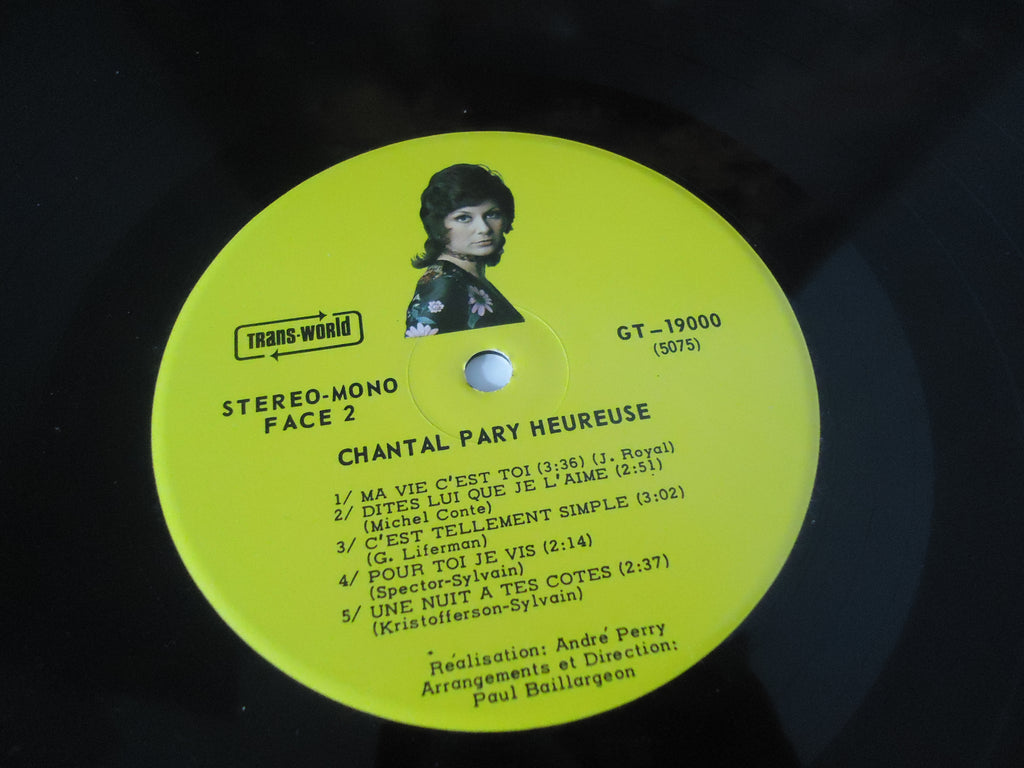 TRANS-WORLD
GT-19000
(5075)
STEREO-MONO
FACE 2
CHANTAL PARY HEUREUSE
1/ MA VIE C'EST TOI (3:36) (J. Royal)
2/ DITES LUI QUE JE L'AIME (2:51)
(Michel Conte)
3/ C'EST TELLEMENT SIMPLE (3:02)
(G. Liferman)
4/ POUR TOI JE VIS (2:14)
(Spector-Sylvain)
5/ UNE NUIT A TES COTES (2:37)
(Kristofferson-Sylvain)
Réalisation: André Perry
Arrangements et Direction:
Paul Baillargeon